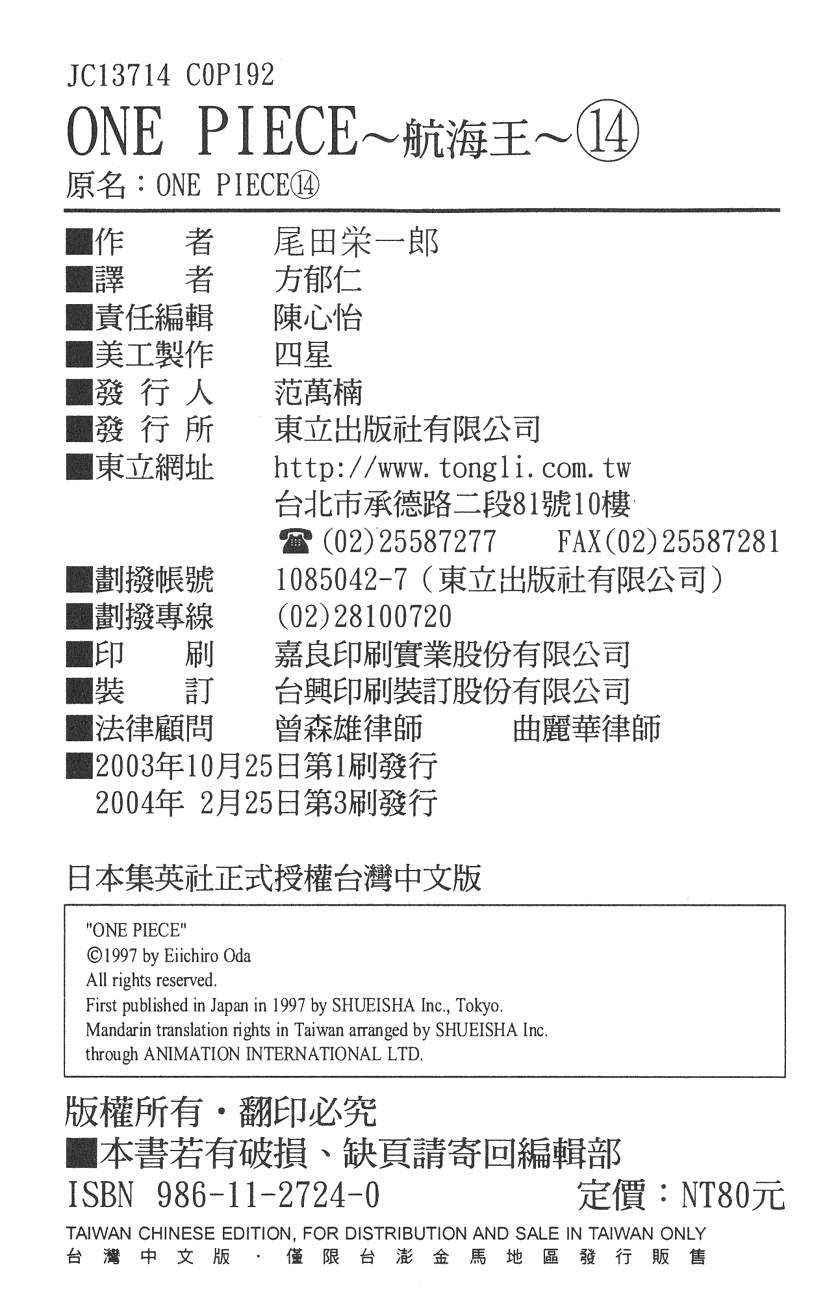 JC13714 COP192
ONE PIECE～航海王～⑭
原名：ONE PIECE⑭
■作　者　尾田栄一郎
■譯　者　方郁仁
■責任編輯　陳心怡
■美工製作　四星
■發行人　范萬楠
■發行所　東立出版社有限公司
■東立網址　http://www.tongli.com.tw
台北市承德路二段81號10樓
☎(02)25587277　FAX(02)25587281
■劃撥帳號　1085042-7（東立出版社有限公司）
■劃撥專線　(02)28100720
■印　刷　嘉良印刷實業股份有限公司
■裝　訂　台興印刷裝訂股份有限公司
■法律顧問　曾森雄律師　曲麗華律師
■2003年10月25日第1刷發行
2004年 2月25日第3刷發行
日本集英社正式授權台灣中文版
"ONE PIECE"
©1997 by Eiichiro Oda
All rights reserved.
First published in Japan in 1997 by SHUEISHA Inc., Tokyo.
Mandarin translation rights in Taiwan arranged by SHUEISHA Inc.
through ANIMATION INTERNATIONAL LTD.
版權所有・翻印必究
■本書若有破損、缺頁請寄回編輯部
ISBN 986-11-2724-0　定價：NT80元
TAIWAN CHINESE EDITION, FOR DISTRIBUTION AND SALE IN TAIWAN ONLY
台灣中文版・僅限台澎金馬地區發行販售